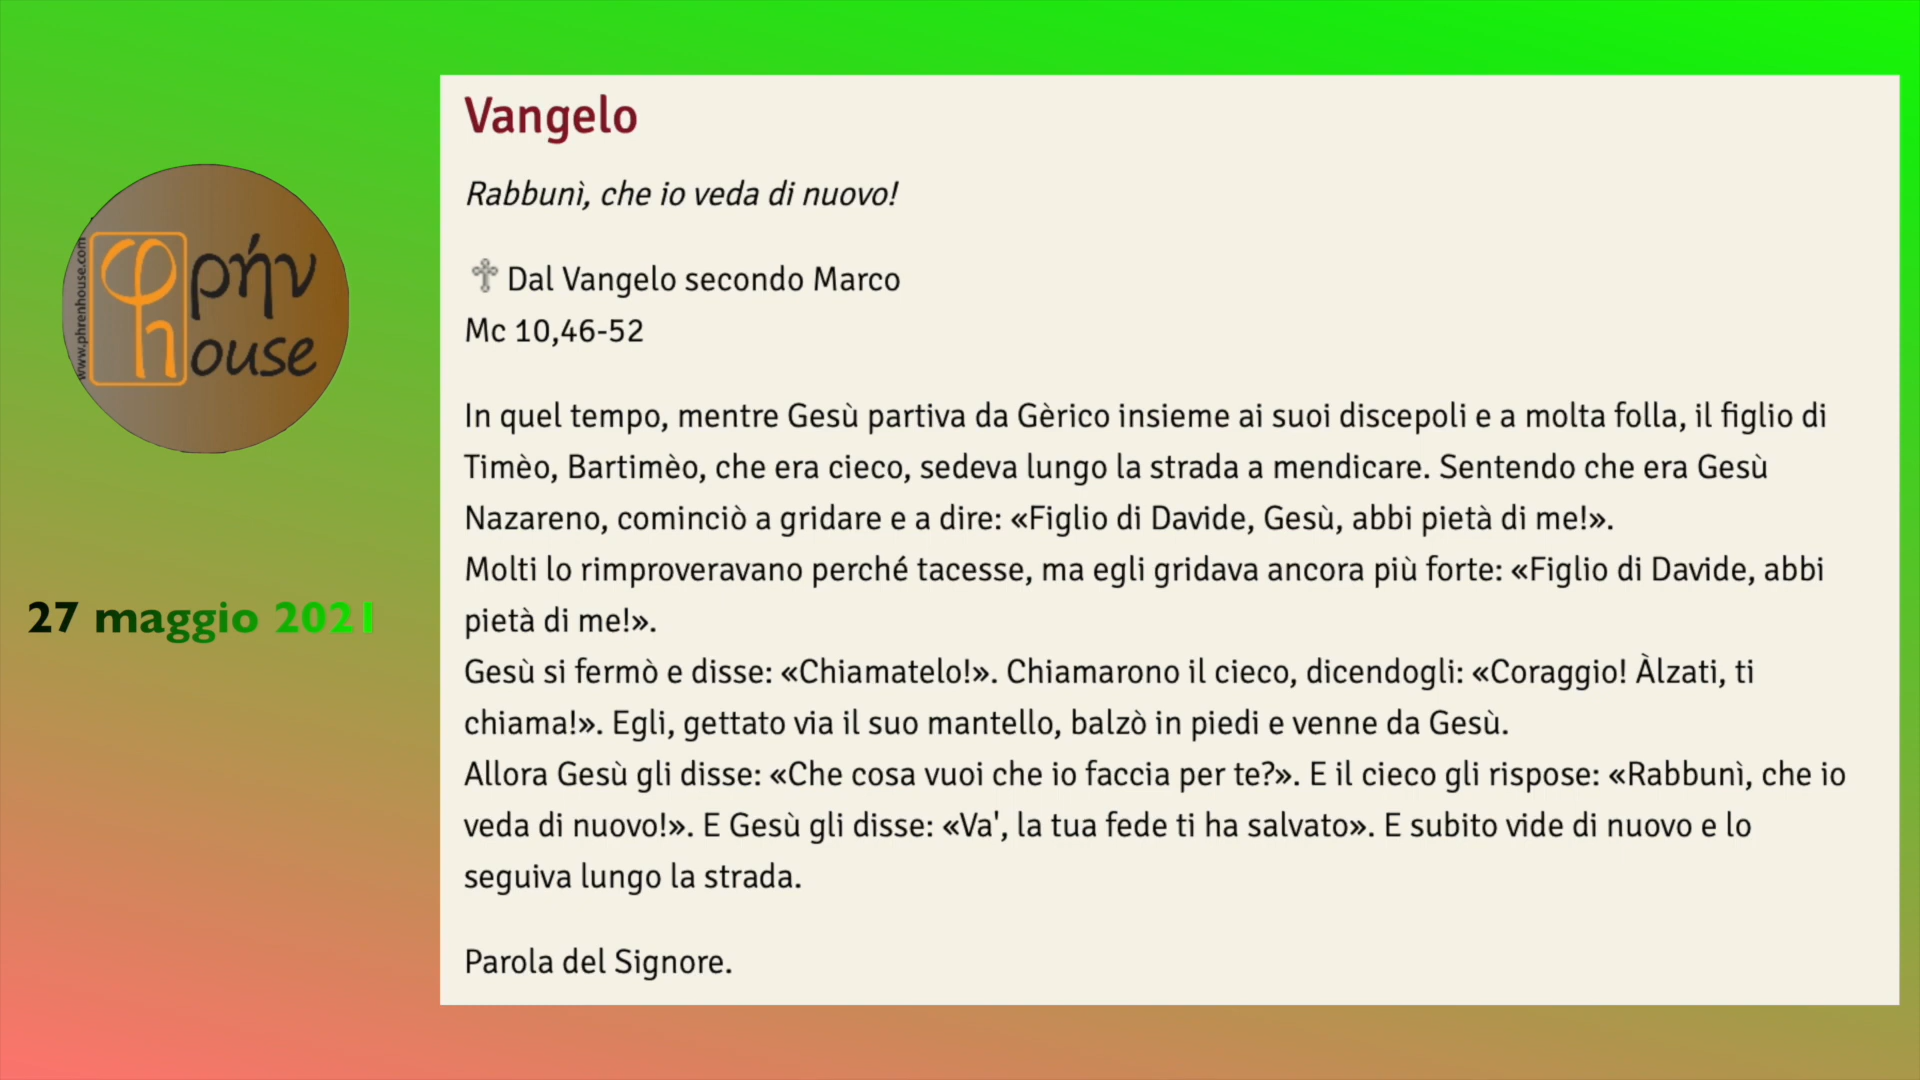 www.phrenhouse.com
φρήν
house
27 maggio 2021
Vangelo
Rabbunì, che io veda di nuovo!
Dal Vangelo secondo Marco
Mc 10,46-52
In quel tempo, mentre Gesù partiva da Gèrico insieme ai suoi discepoli e a molta folla, il figlio di
Timèo, Bartimèo, che era cieco, sedeva lungo la strada a mendicare. Sentendo che era Gesù
Nazareno, cominciò a gridare e a dire: «Figlio di Davide, Gesù, abbi pietà di me!».
Molti lo rimproveravano perché tacesse, ma egli gridava ancora più forte: «Figlio di Davide, abbi
pietà di me!».
Gesù si fermò e disse: «Chiamatelo!». Chiamarono il cieco, dicendogli: «Coraggio! Àlzati, ti
chiama!». Egli, gettato via il suo mantello, balzò in piedi e venne da Gesù.
Allora Gesù gli disse: «Che cosa vuoi che io faccia per te?». E il cieco gli rispose: «Rabbunì, che io
veda di nuovo!». E Gesù gli disse: «Va', la tua fede ti ha salvato». E subito vide di nuovo e lo
seguiva lungo la strada.
Parola del Signore.